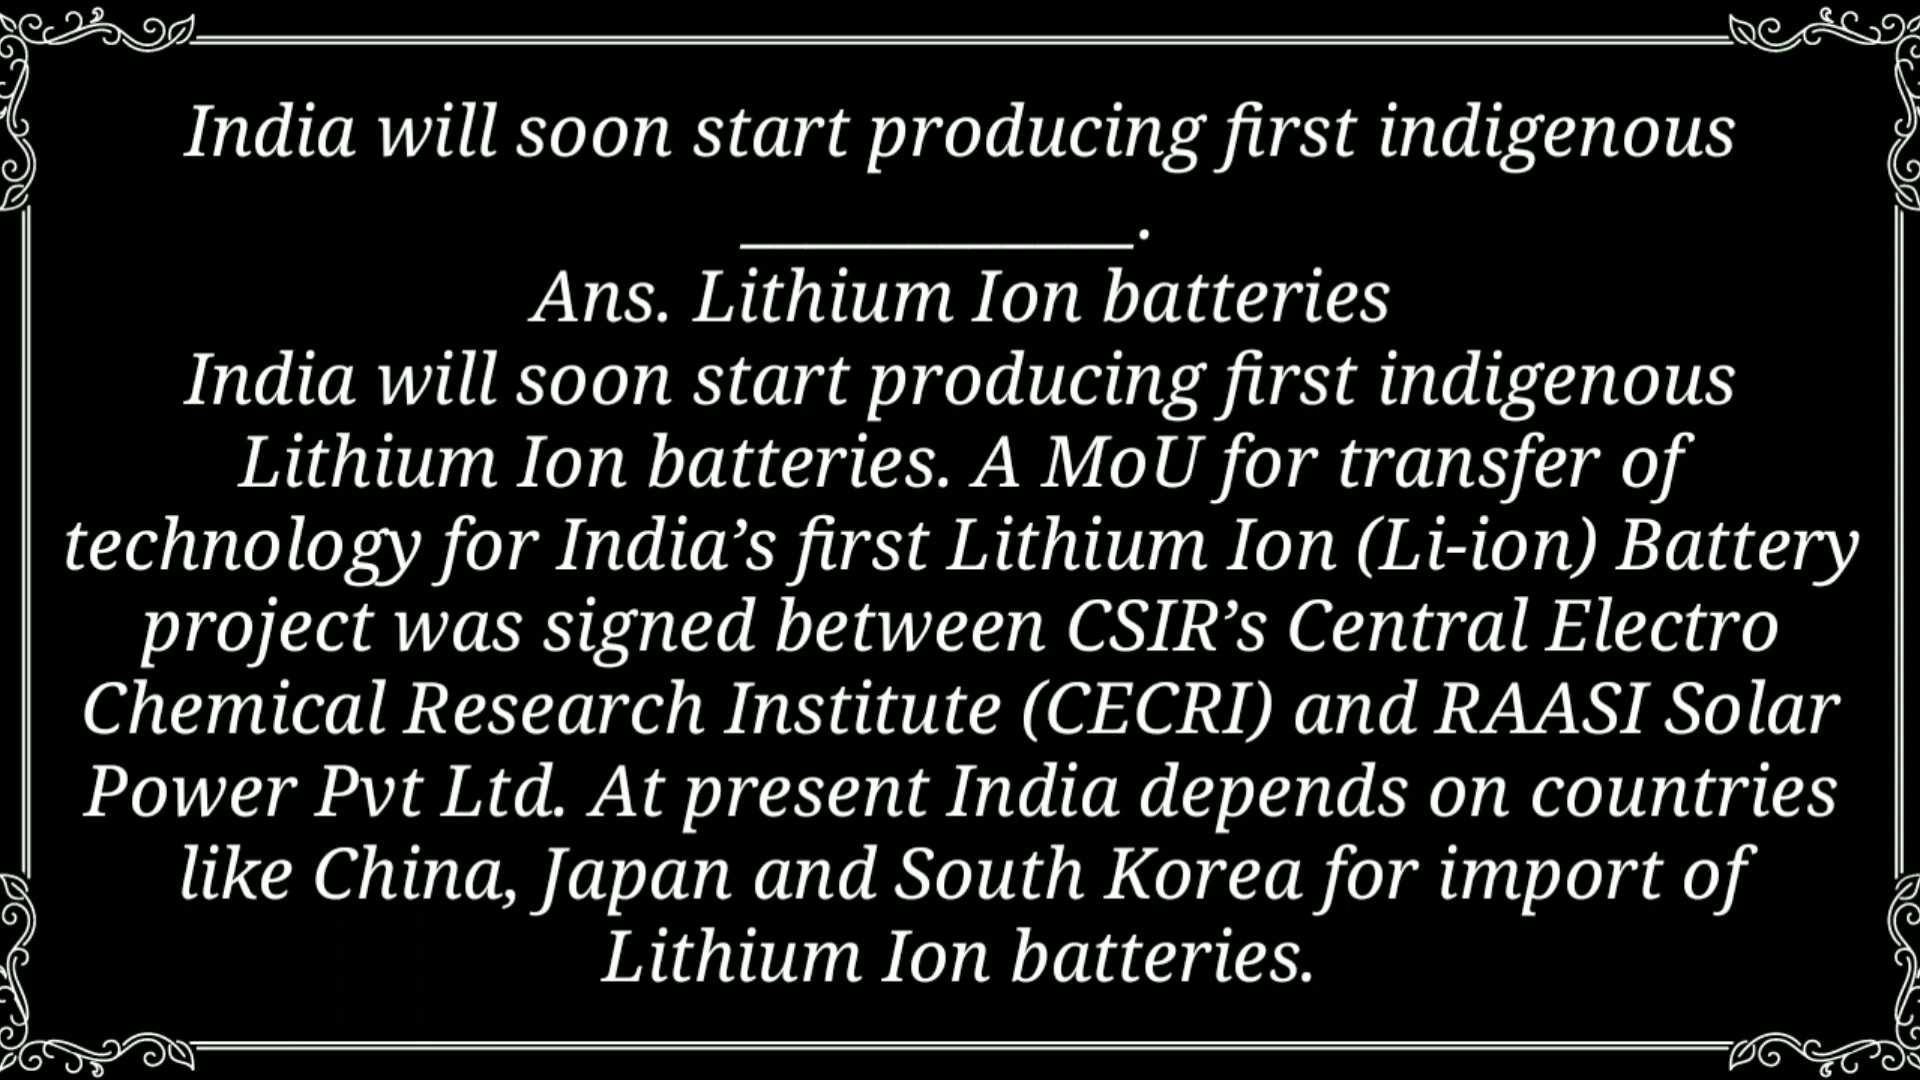 India will soon start producing first indigenous
______________.
Ans. Lithium Ion batteries
India will soon start producing first indigenous
Lithium Ion batteries. A MoU for transfer of
technology for India’s first Lithium Ion (Li-ion) Battery
project was signed between CSIR’s Central Electro
Chemical Research Institute (CECRI) and RAASI Solar
Power Pvt Ltd. At present India depends on countries
like China, Japan and South Korea for import of
Lithium Ion batteries.